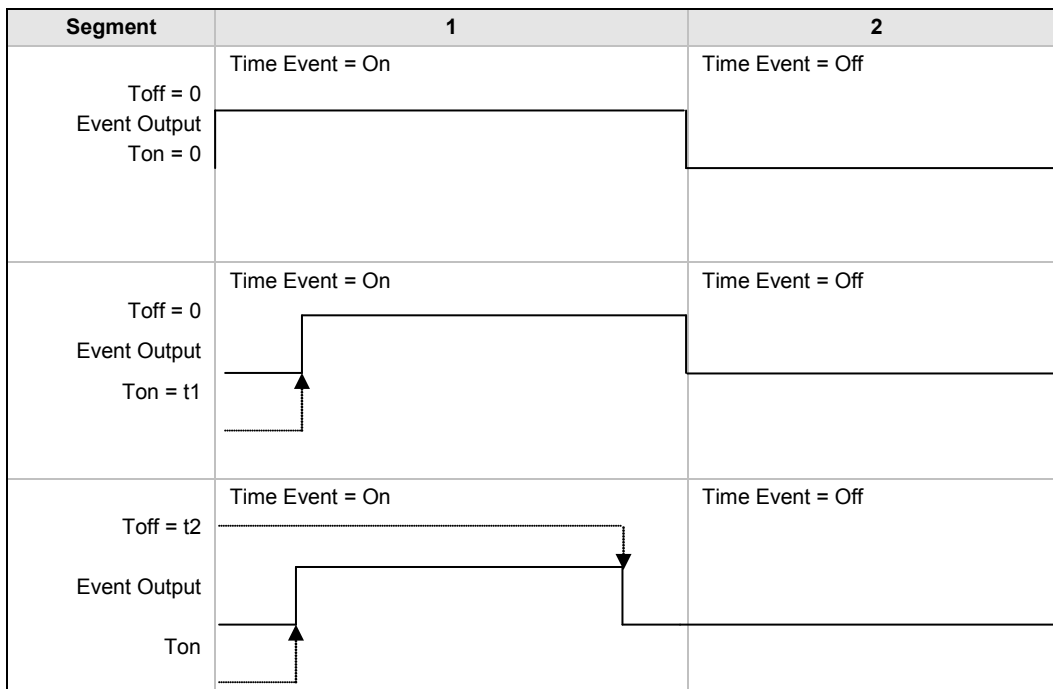 Segment 1 2
Time Event = On Time Event = Off
Toff = 0
Event Output
Ton = 0
Time Event = On Time Event = Off
Toff = 0
Event Output
Ton = t1
Time Event = On Time Event = Off
Toff = t2
Event Output
Ton